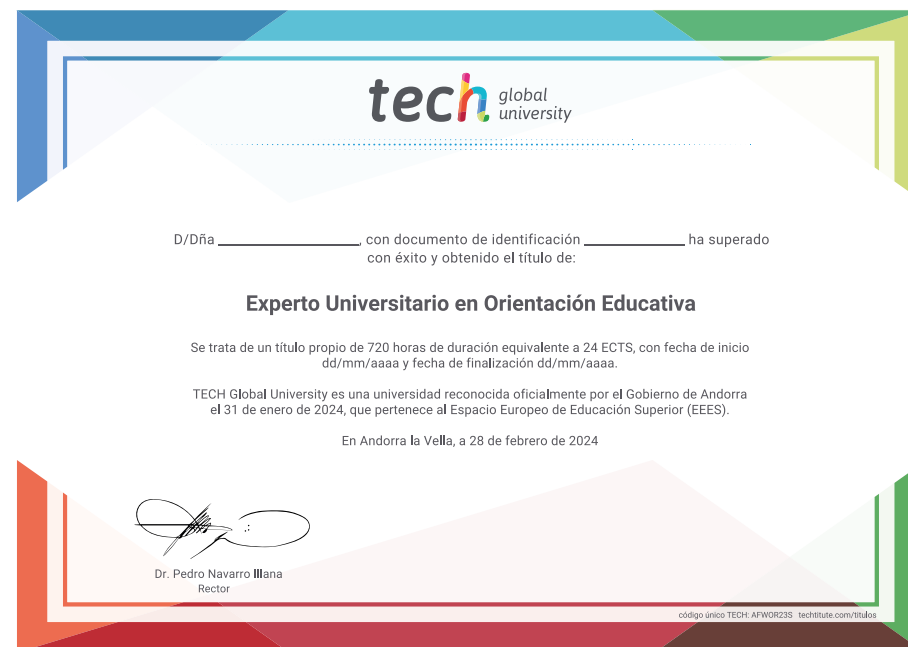 tech global university
D/Dña ____________________, con documento de identificación ______________ ha superado
con éxito y obtenido el título de:
Experto Universitario en Orientación Educativa
Se trata de un título propio de 720 horas de duración equivalente a 24 ECTS, con fecha de inicio
dd/mm/aaaa y fecha de finalización dd/mm/aaaa.
TECH Global University es una universidad reconocida oficialmente por el Gobierno de Andorra
el 31 de enero de 2024, que pertenece al Espacio Europeo de Educación Superior (EEES).
En Andorra la Vella, a 28 de febrero de 2024
Dr. Pedro Navarro Illana
Rector
código único TECH: AFWOR23S techtitute.com/titulos